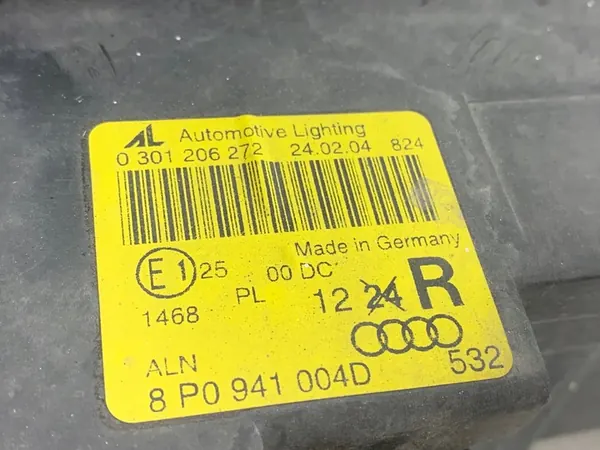 AL Automotive Lighting
0 301 206 272 24.02.04 824
Made in Germany
E1 25 00 DC
PL 12 24 R
1468
ALN 532
8 P0 941 004D